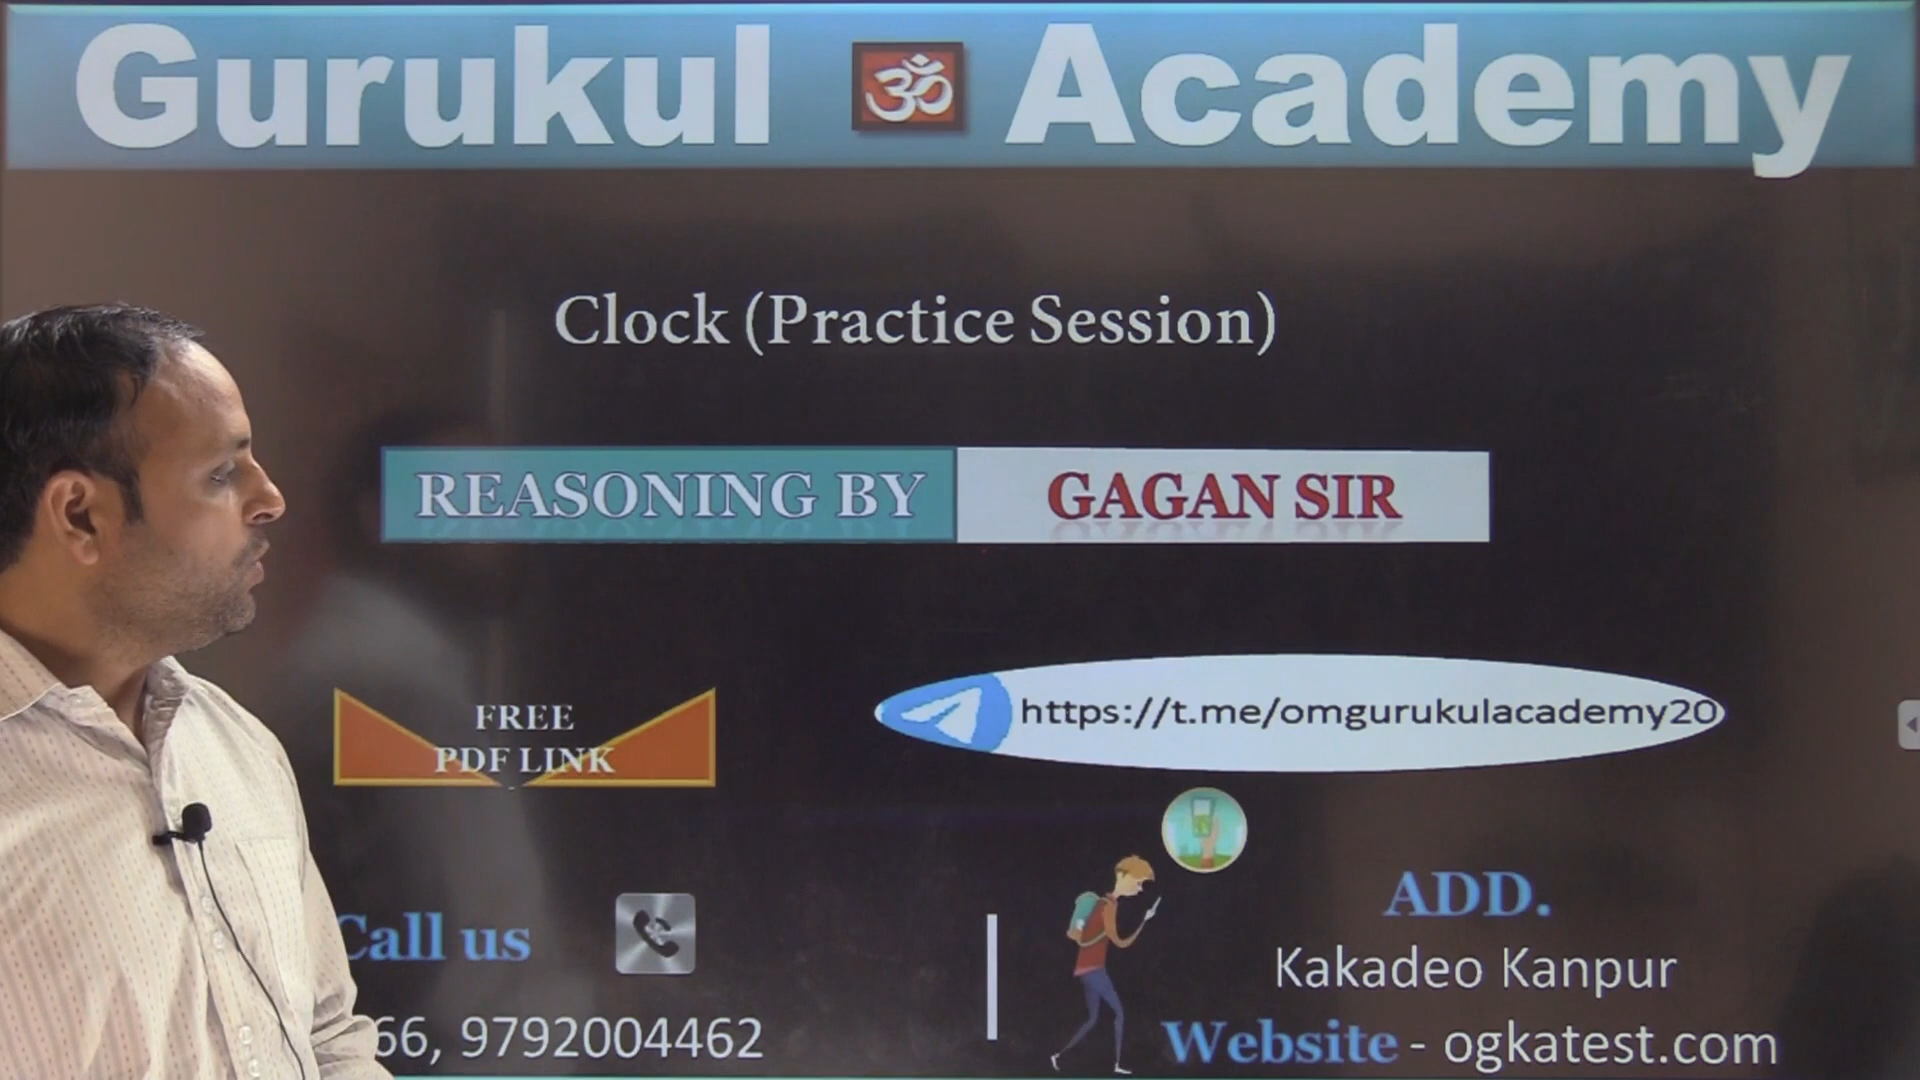 Gurukul ॐ Academy
Clock (Practice Session)
REASONING BY GAGAN SIR
FREE
PDF LINK
https://t.me/omgurukulacademy20
Call us
66, 9792004462
ADD.
Kakadeo Kanpur
Website - ogkatest.com